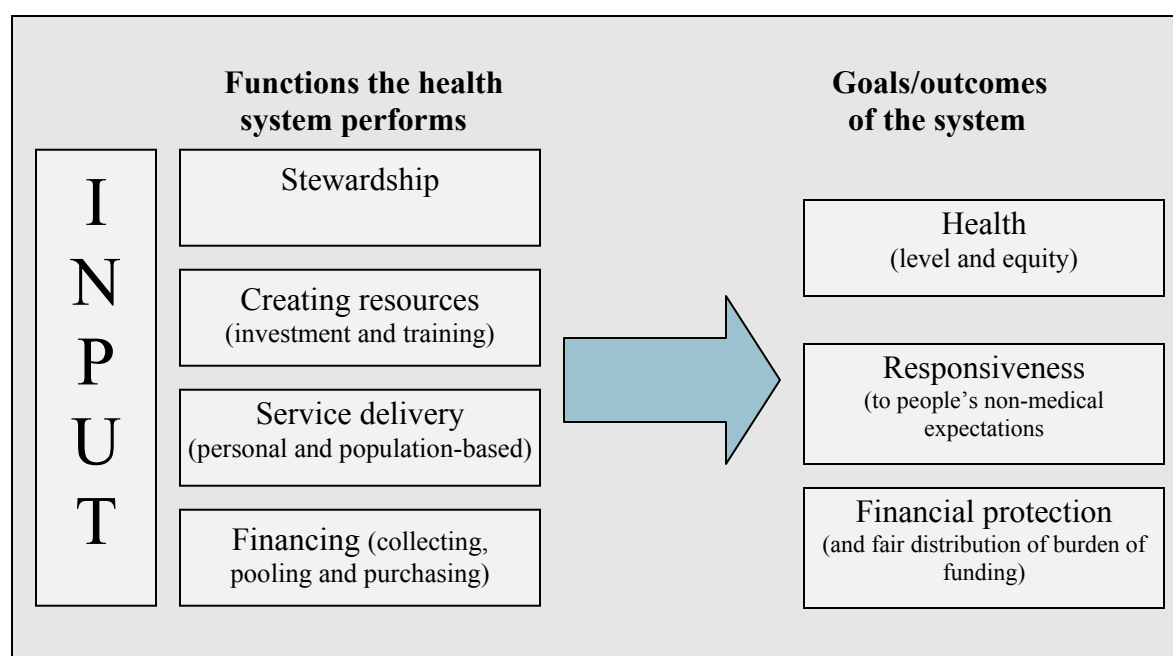 Functions the health
system performs
Goals/outcomes
of the system
I
N
P
U
T
Stewardship
Creating resources
(investment and training)
Service delivery
(personal and population-based)
Financing (collecting,
pooling and purchasing)
Health
(level and equity)
Responsiveness
(to people’s non-medical
expectations
Financial protection
(and fair distribution of burden of
funding)